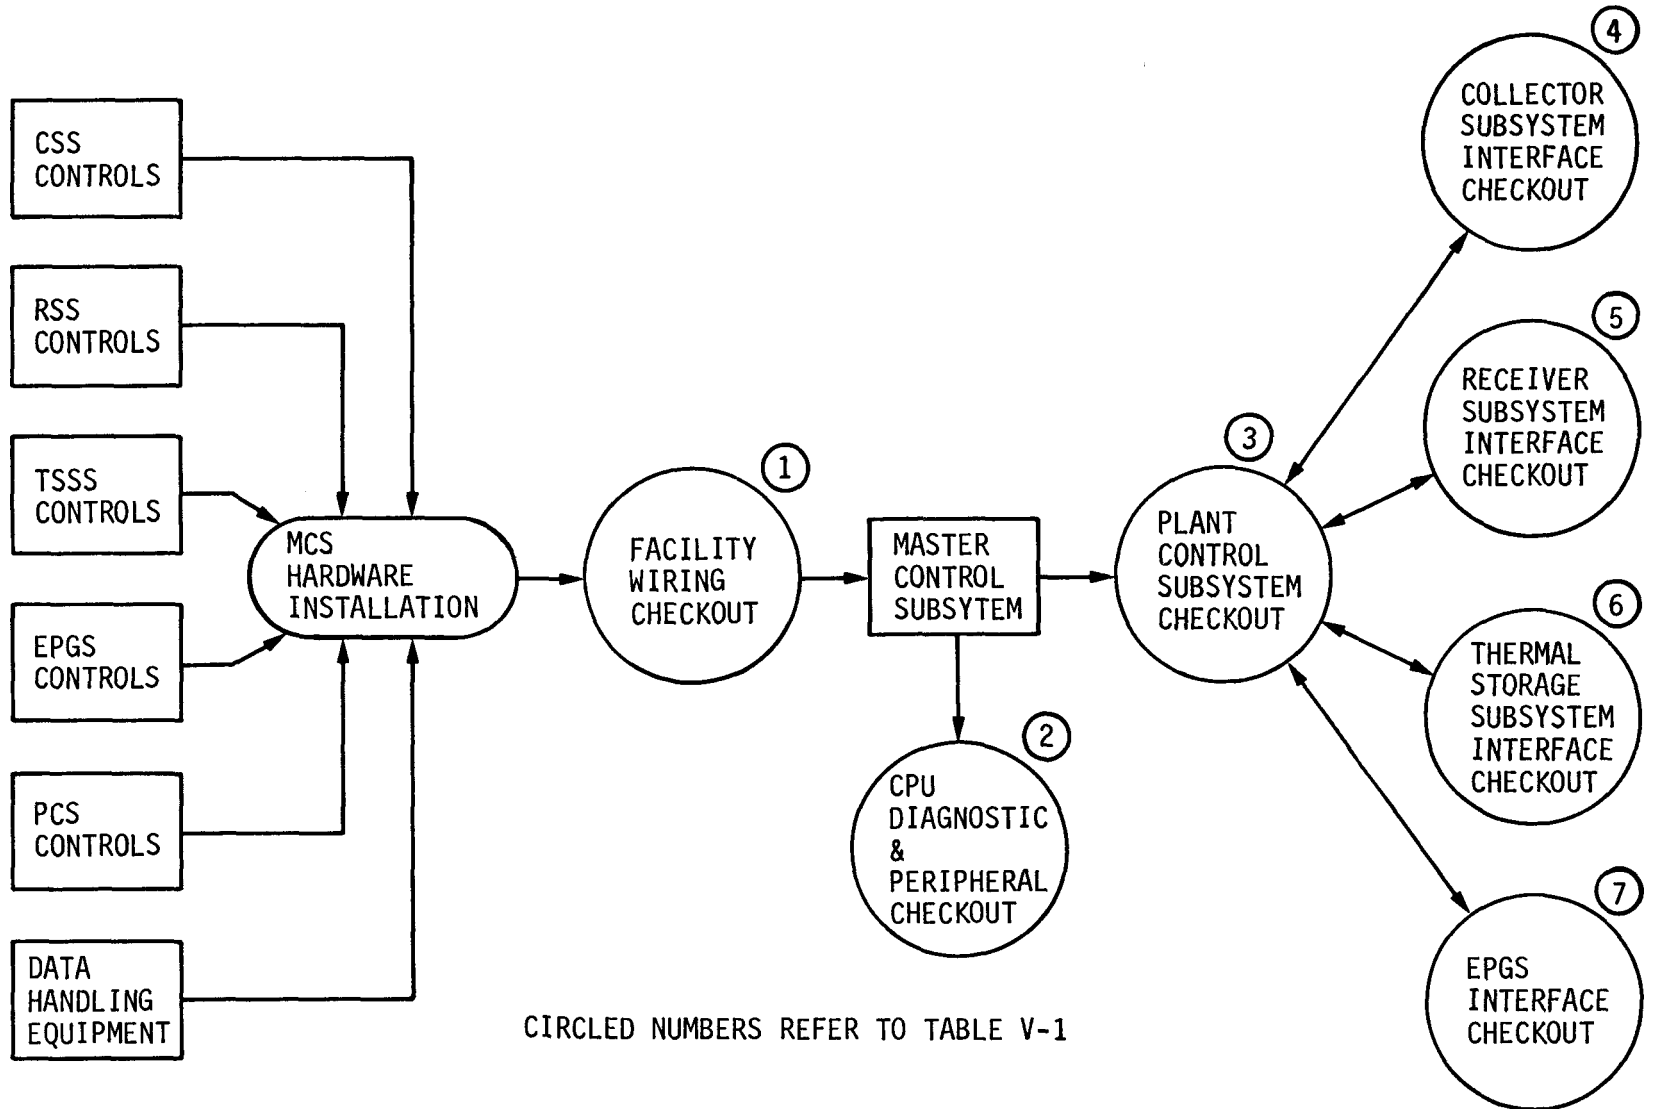 CSS
CONTROLS
RSS
CONTROLS
TSSS
CONTROLS
EPGS
CONTROLS
PCS
CONTROLS
DATA
HANDLING
EQUIPMENT
MCS
HARDWARE
INSTALLATION
1
FACILITY
WIRING
CHECKOUT
MASTER
CONTROL
SUBSYTEM
2
CPU
DIAGNOSTIC
&
PERIPHERAL
CHECKOUT
3
PLANT
CONTROL
SUBSYSTEM
CHECKOUT
4
COLLECTOR
SUBSYSTEM
INTERFACE
CHECKOUT
5
RECEIVER
SUBSYSTEM
INTERFACE
CHECKOUT
6
THERMAL
STORAGE
SUBSYSTEM
INTERFACE
CHECKOUT
7
EPGS
INTERFACE
CHECKOUT
CIRCLED NUMBERS REFER TO TABLE V-1